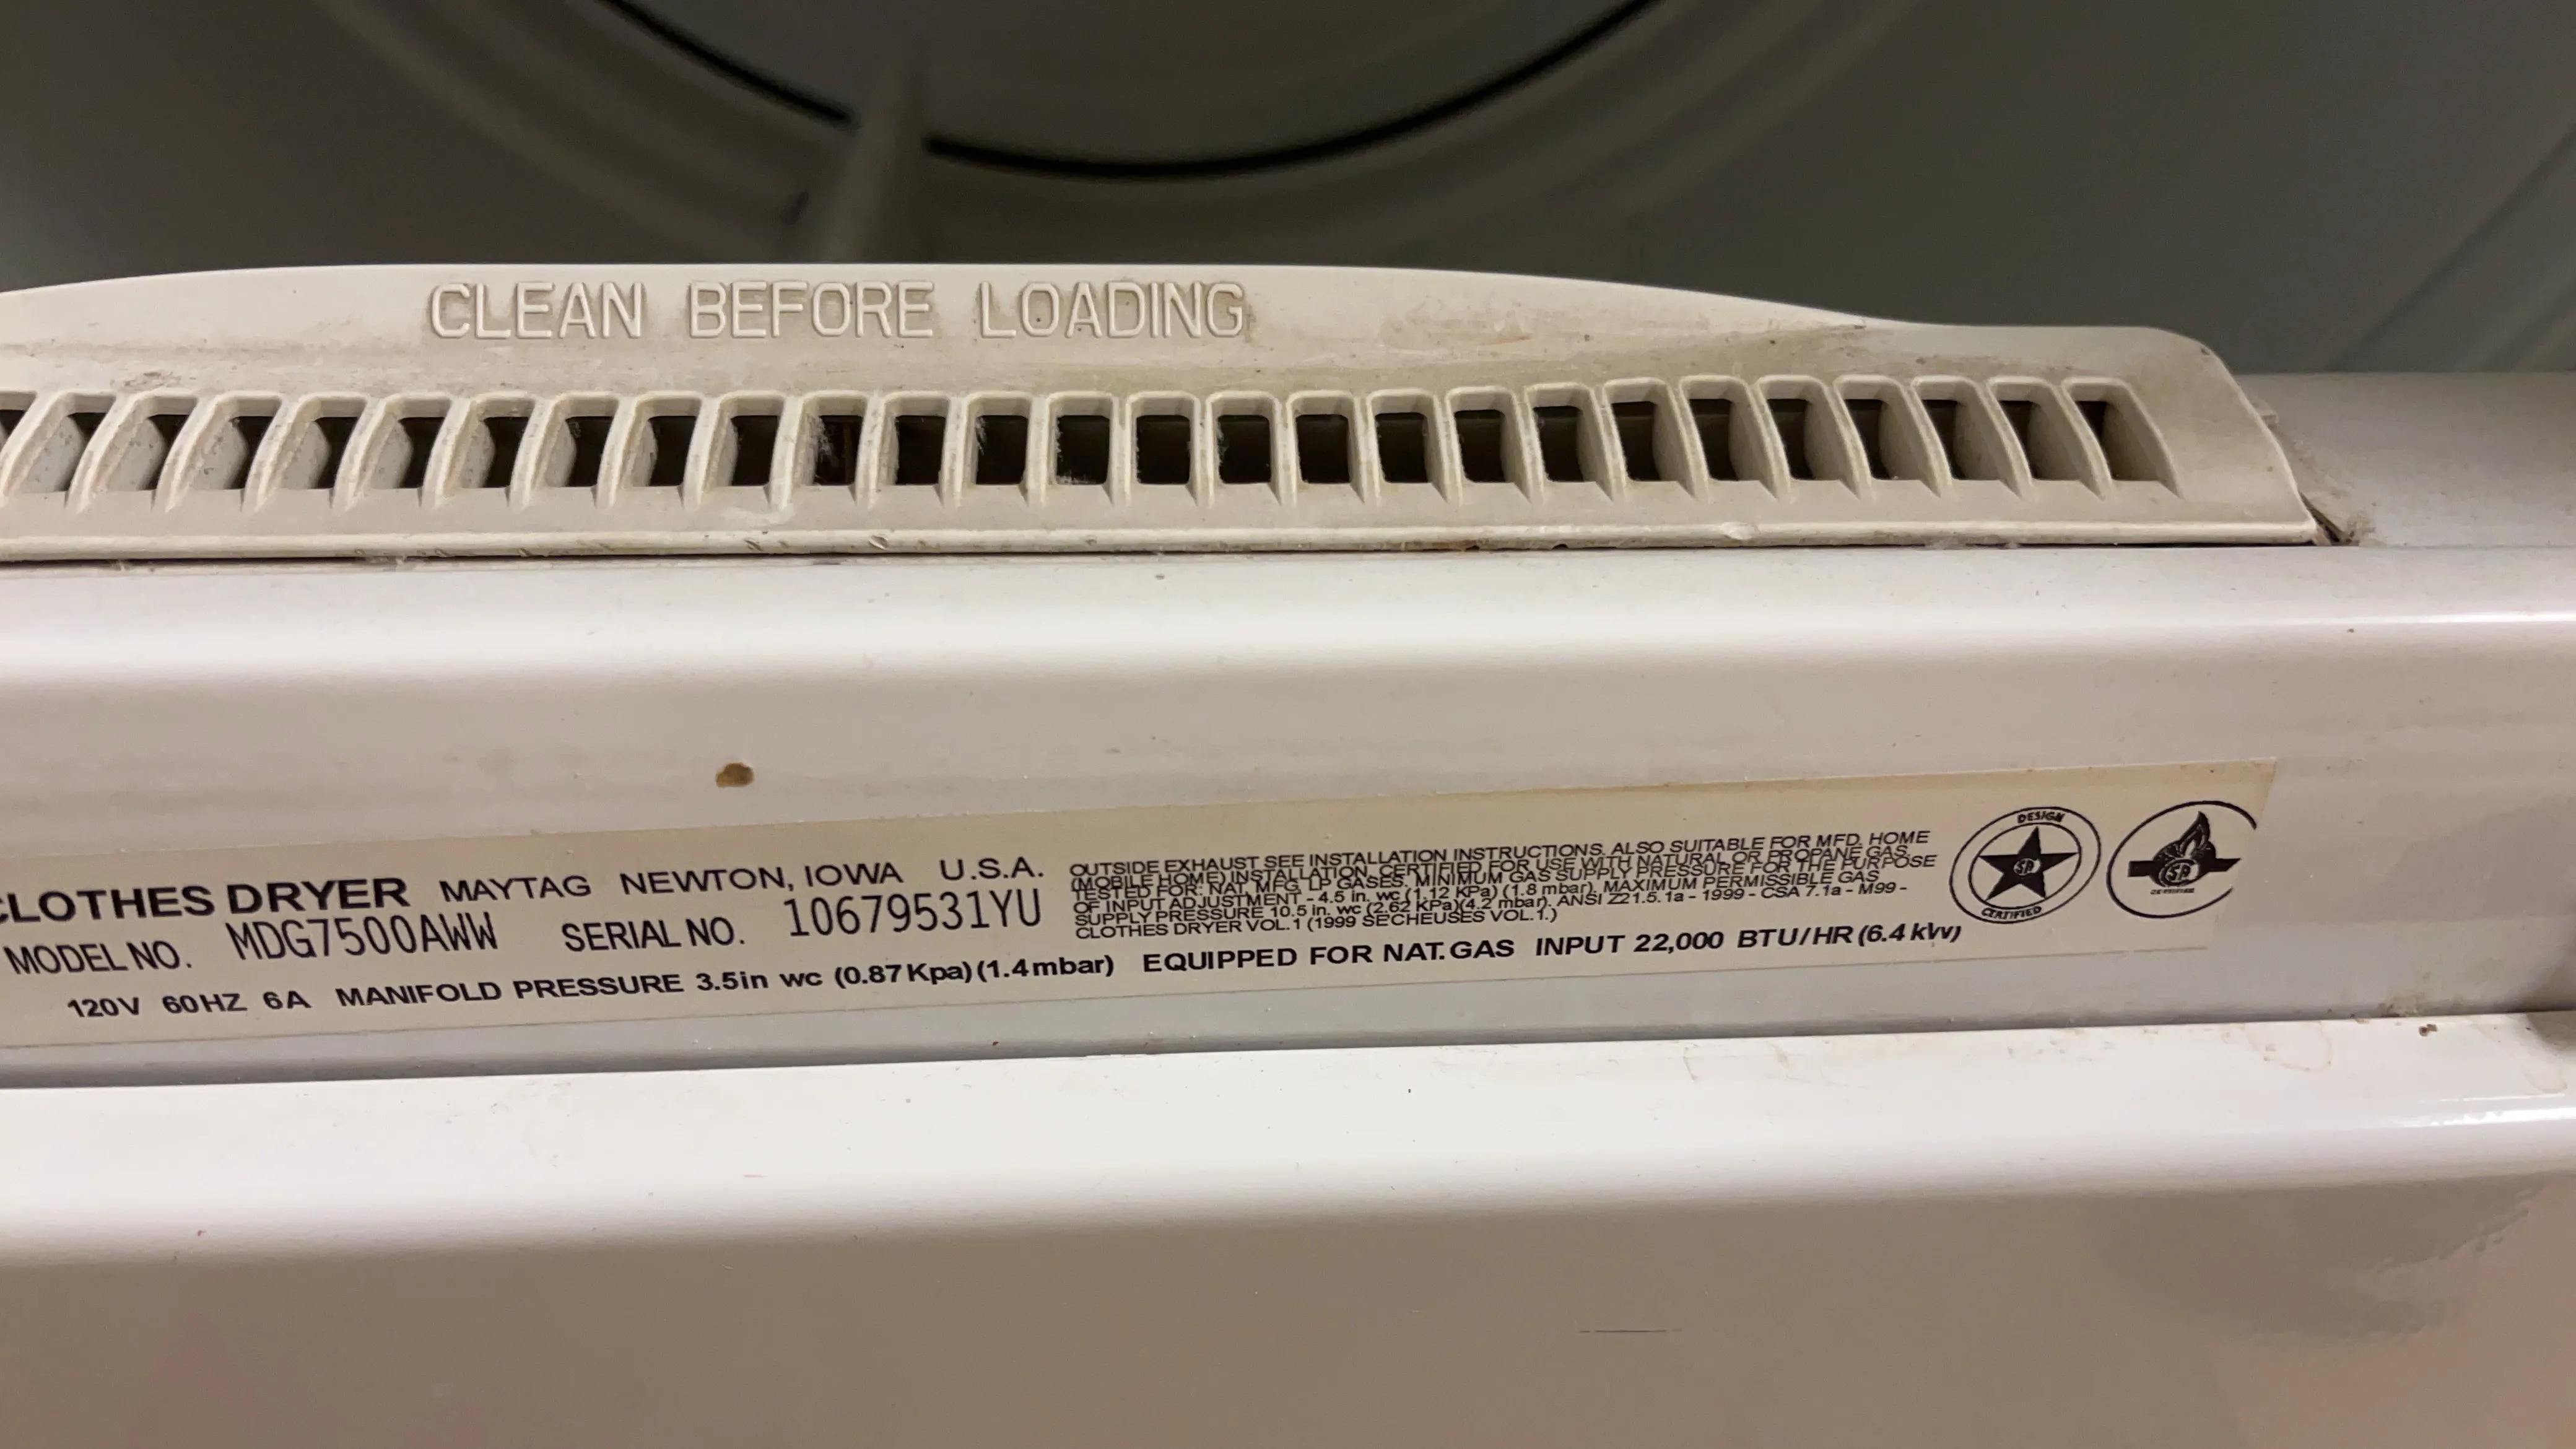 CLEAN BEFORE LOADING
CLOTHES DRYER MAYTAG NEWTON, IOWA U.S.A.
MODEL NO. MDG7500AWW SERIAL NO. 10679531YU
OUTSIDE EXHAUST SEE INSTALLATION INSTRUCTIONS. ALSO SUITABLE FOR MFD. HOME
(MOBILE HOME) INSTALLATION. CERTIFIED FOR USE WITH NATURAL OR PROPANE GAS.
TESTED FOR: NAT, MFG, LP GASES. MINIMUM GAS SUPPLY PRESSURE FOR THE PURPOSE
OF INPUT ADJUSTMENT - 4.5 in. wc (1.12 KPa) (1.8 mbar). MAXIMUM PERMISSIBLE GAS
SUPPLY PRESSURE 10.5 in. wc (2.62 KPa)(4.2 mbar). ANSI Z21.5.1a - 1999 - CSA 7.1a - M99 -
CLOTHES DRYER VOL. 1 (1999 SECHEUSES VOL.1.)
120V 60HZ 6A MANIFOLD PRESSURE 3.5in wc (0.87Kpa)(1.4mbar) EQUIPPED FOR NAT. GAS INPUT 22,000 BTU/HR (6.4 kW)
DESIGN
CERTIFIED
CERTIFIED